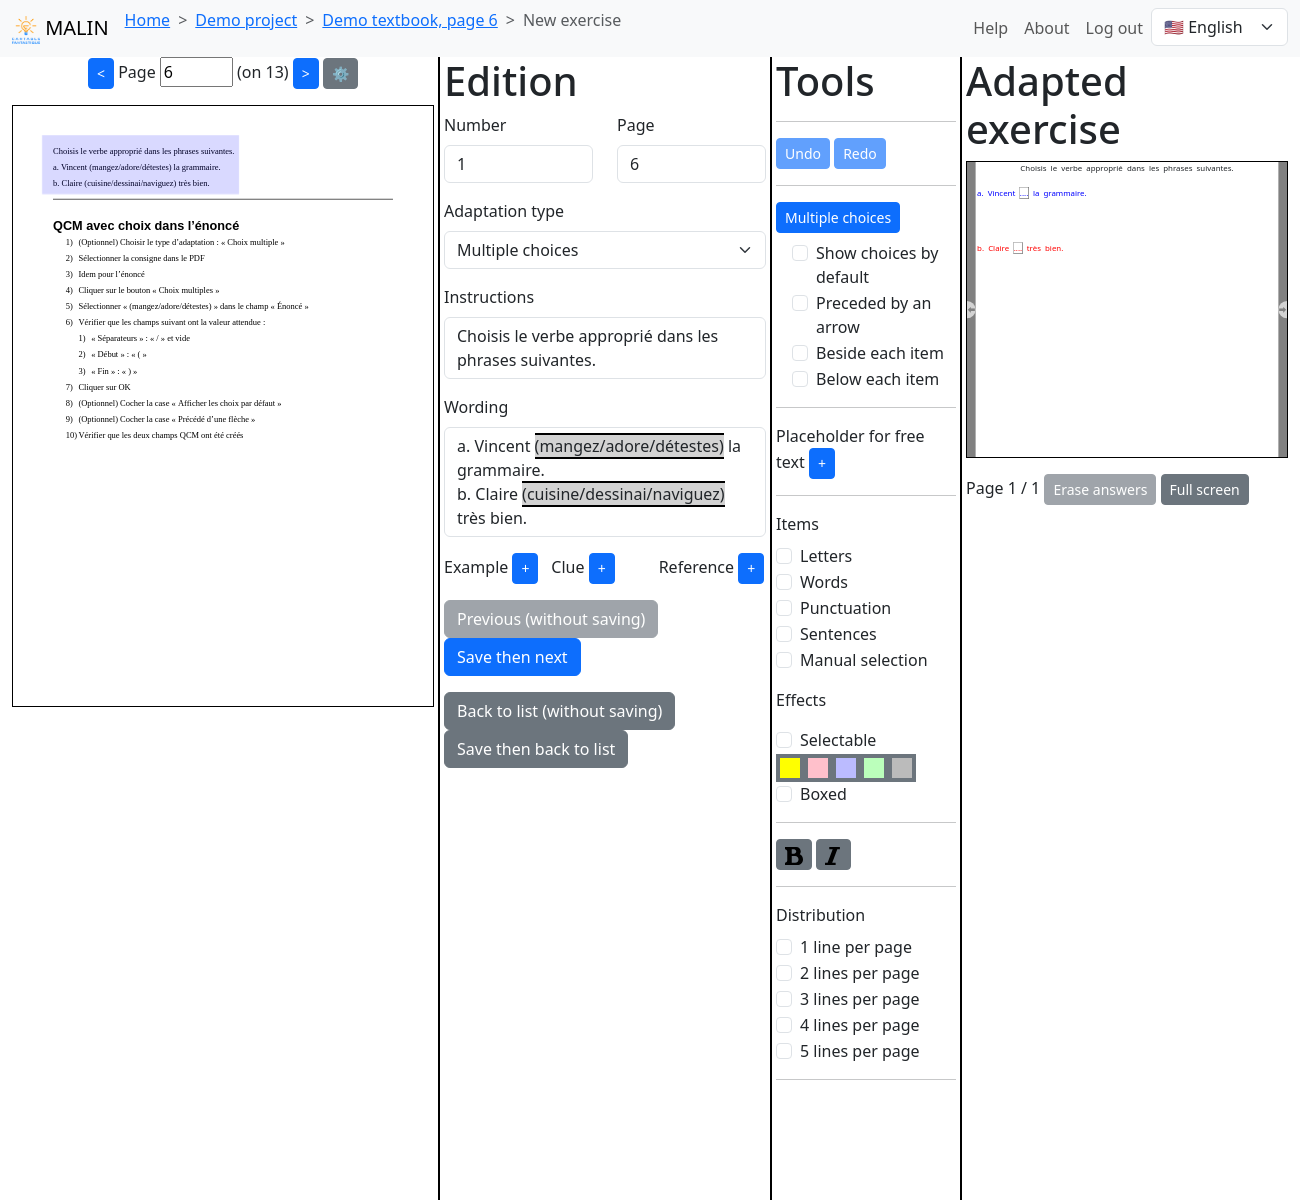 MALIN Home > Demo project > Demo textbook, page 6 > New exercise Help About Log out 🇺🇸 English
< Page 6 (on 13) > ⚙️
Choisis le verbe approprié dans les phrases suivantes.
a. Vincent (mangez/adore/détestes) la grammaire.
b. Claire (cuisine/dessinai/naviguez) très bien.
QCM avec choix dans l’énoncé
1) (Optionnel) Choisir le type d’adaptation : « Choix multiple »
2) Sélectionner la consigne dans le PDF
3) Idem pour l’énoncé
4) Cliquer sur le bouton « Choix multiples »
5) Sélectionner « (mangez/adore/détestes) » dans le champ « Énoncé »
6) Vérifier que les champs suivant ont la valeur attendue :
1) « Séparateurs » : « / » et vide
2) « Début » : « ( »
3) « Fin » : « ) »
7) Cliquer sur OK
8) (Optionnel) Cocher la case « Afficher les choix par défaut »
9) (Optionnel) Cocher la case « Précédé d’une flèche »
10) Vérifier que les deux champs QCM ont été créés
Edition
Number Page
1 6
Adaptation type
Multiple choices
Instructions
Choisis le verbe approprié dans les
phrases suivantes.
Wording
a. Vincent (mangez/adore/détestes) la
grammaire.
b. Claire (cuisine/dessinai/naviguez)
très bien.
Example + Clue + Reference +
Previous (without saving)
Save then next
Back to list (without saving)
Save then back to list
Tools
Undo Redo
Multiple choices
Show choices by
default
Preceded by an
arrow
Beside each item
Below each item
Placeholder for free
text +
Items
Letters
Words
Punctuation
Sentences
Manual selection
Effects
Selectable
Boxed
B I
Distribution
1 line per page
2 lines per page
3 lines per page
4 lines per page
5 lines per page
Adapted
exercise
Choisis le verbe approprié dans les phrases suivantes.
a. Vincent .... la grammaire.
b. Claire .... très bien.
Page 1 / 1 Erase answers Full screen